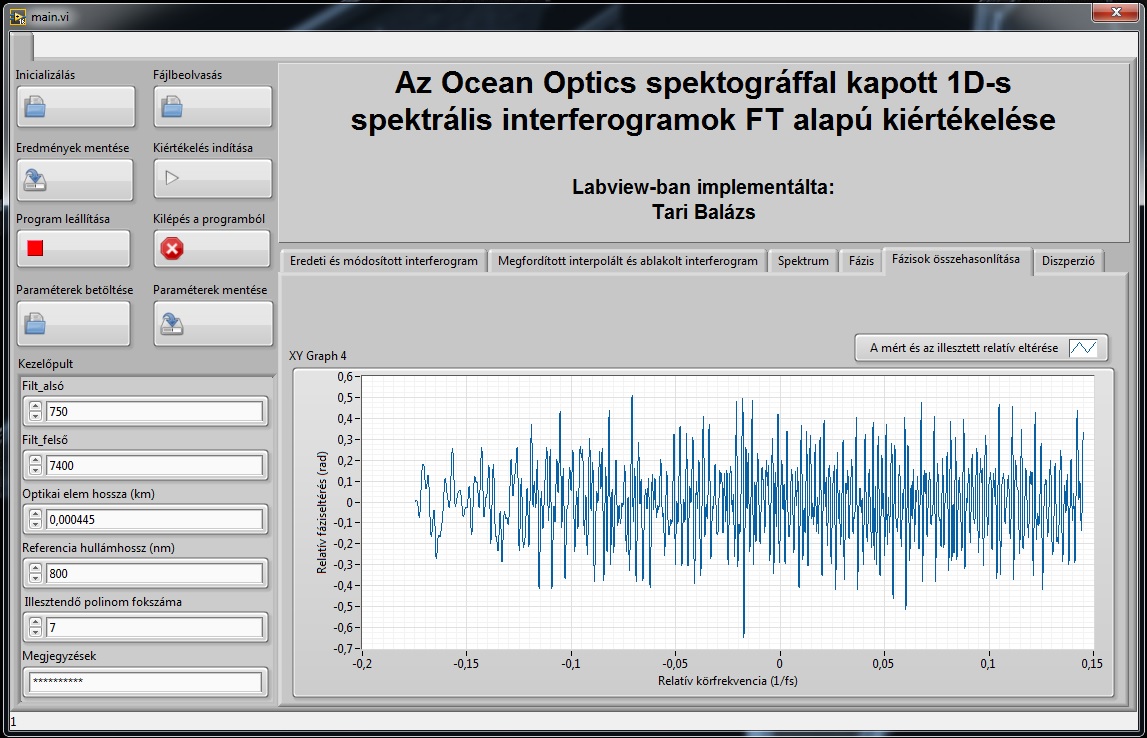 main.vi
Inicializálás
Fájlbeolvasás
Eredmények mentése
Kiértékelés indítása
Program leállítása
Kilépés a programból
Paraméterek betöltése
Paraméterek mentése
Kezelőpult
Filt_alsó
750
Filt_felső
7400
Optikai elem hossza (km)
0,000445
Referencia hullámhossz (nm)
800
Illesztendő polinom fokszáma
7
Megjegyzések
**********
1
Az Ocean Optics spektográffal kapott 1D-s
spektrális interferogramok FT alapú kiértékelése
Labview-ban implementálta:
Tari Balázs
Eredeti és módosított interferogram
Megfordított interpolált és ablakolt interferogram
Spektrum
Fázis
Fázisok összehasonlítása
Diszperzió
A mért és az illesztett relatív eltérése
XY Graph 4
Relatív fáziseltérés (rad)
0,6
0,5
0,4
0,3
0,2
0,1
0
-0,1
-0,2
-0,3
-0,4
-0,5
-0,6
-0,7
-0,2
-0,15
-0,1
-0,05
0
0,05
0,1
0,15
Relatív körfrekvencia (1/fs)